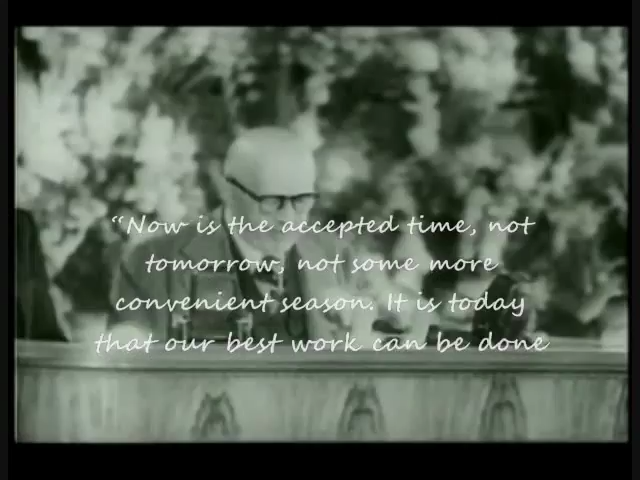 “Now is the accepted time, not
tomorrow, not some more
convenient season. It is today
that our best work can be done